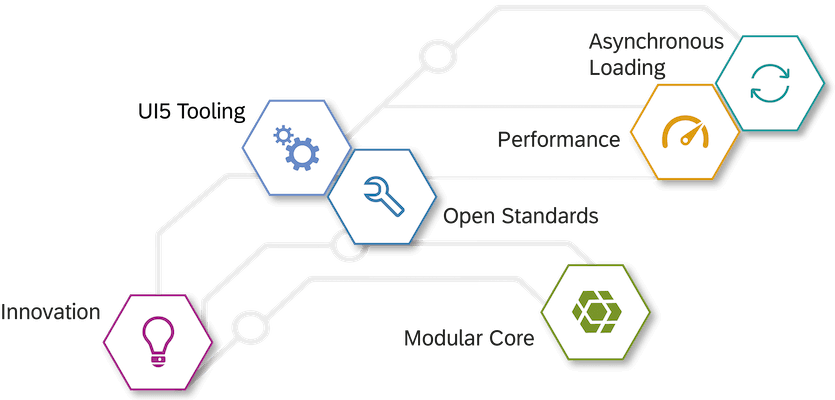 Asynchronous
Loading
UI5 Tooling
Performance
Open Standards
Innovation
Modular Core